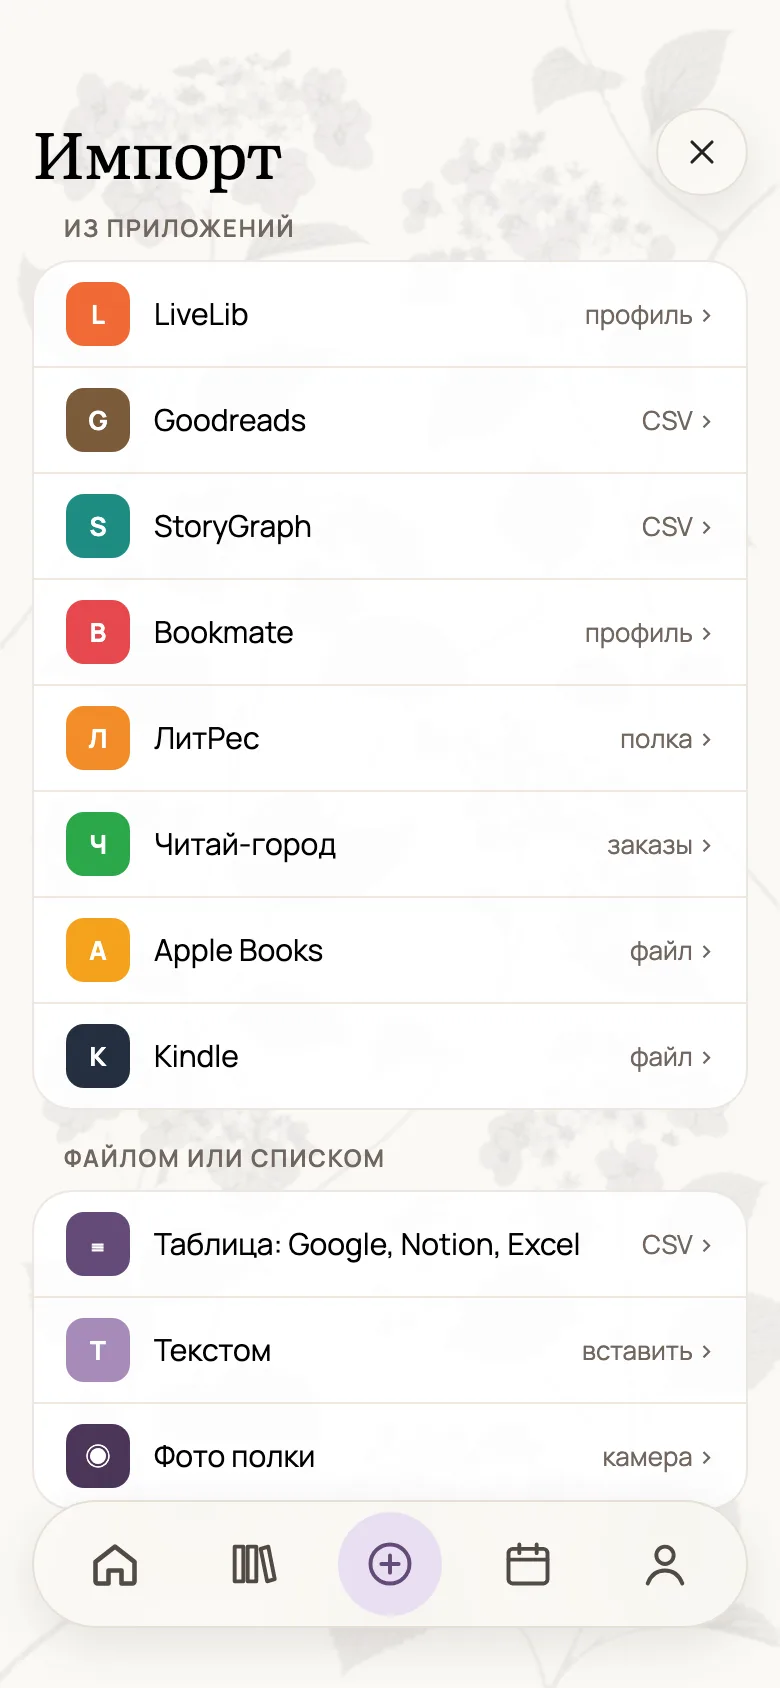 Импорт
ИЗ ПРИЛОЖЕНИЙ
L LiveLib профиль
G Goodreads CSV
S StoryGraph CSV
B Bookmate профиль
Л ЛитРес полка
Ч Читай-город заказы
A Apple Books файл
K Kindle файл
ФАЙЛОМ ИЛИ СПИСКОМ
Таблица: Google, Notion, Excel CSV
T Текстом вставить
Фото полки камера